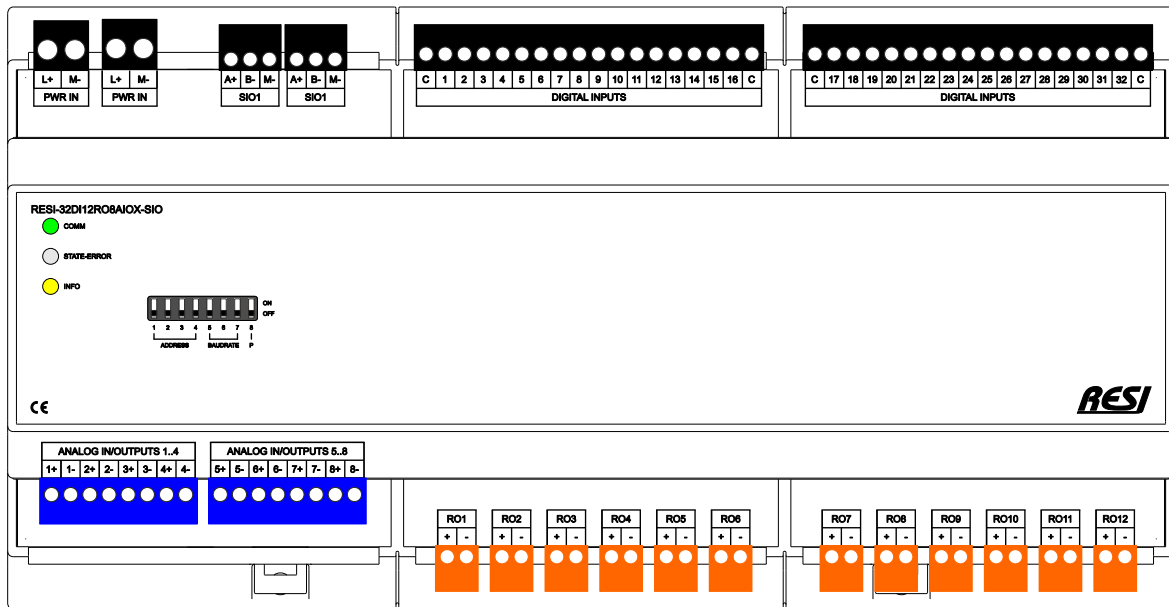 L+ M- L+ M- A+ B- M- A+ B- M- C 1 2 3 4 5 6 7 8 9 10 11 12 13 14 15 16 C C 17 18 19 20 21 22 23 24 25 26 27 28 29 30 31 32 C
PWR IN PWR IN SIO1 SIO1 DIGITAL INPUTS DIGITAL INPUTS
RESI-32DI12RO8AIOX-SIO
COMM
STATE-ERROR
INFO
ON
OFF
1 2 3 4 5 6 7 8
ADDRESS BAUDRATE P
CE
RESI
ANALOG IN/OUTPUTS 1..4 ANALOG IN/OUTPUTS 5..8
1+ 1- 2+ 2- 3+ 3- 4+ 4- 5+ 5- 6+ 6- 7+ 7- 8+ 8-
RO1 RO2 RO3 RO4 RO5 RO6 RO7 RO8 RO9 RO10 RO11 RO12
+ - + - + - + - + - + - + - + - + - + - + - + -